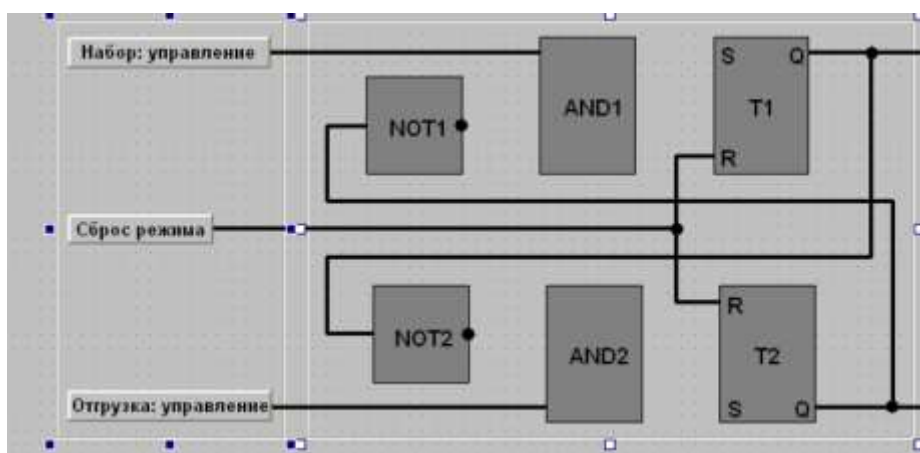 Набор: управление
S Q
AND1
T1
NOT1
R
Сброс режима
R
NOT2
AND2
T2
Отгрузка: управление
S Q